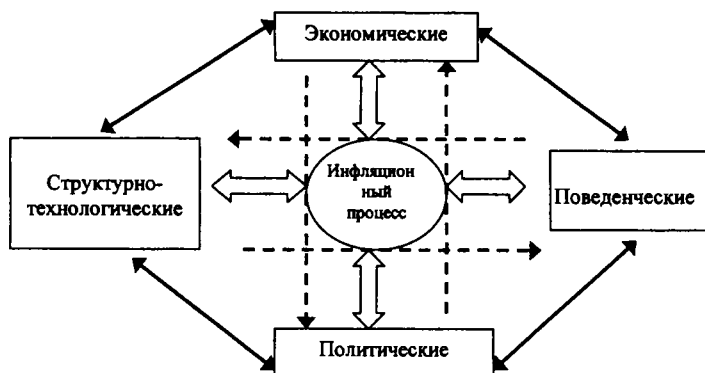 Экономические
Структурно-
технологические
Инфляцион
ный
процесс
Поведенческие
Политические